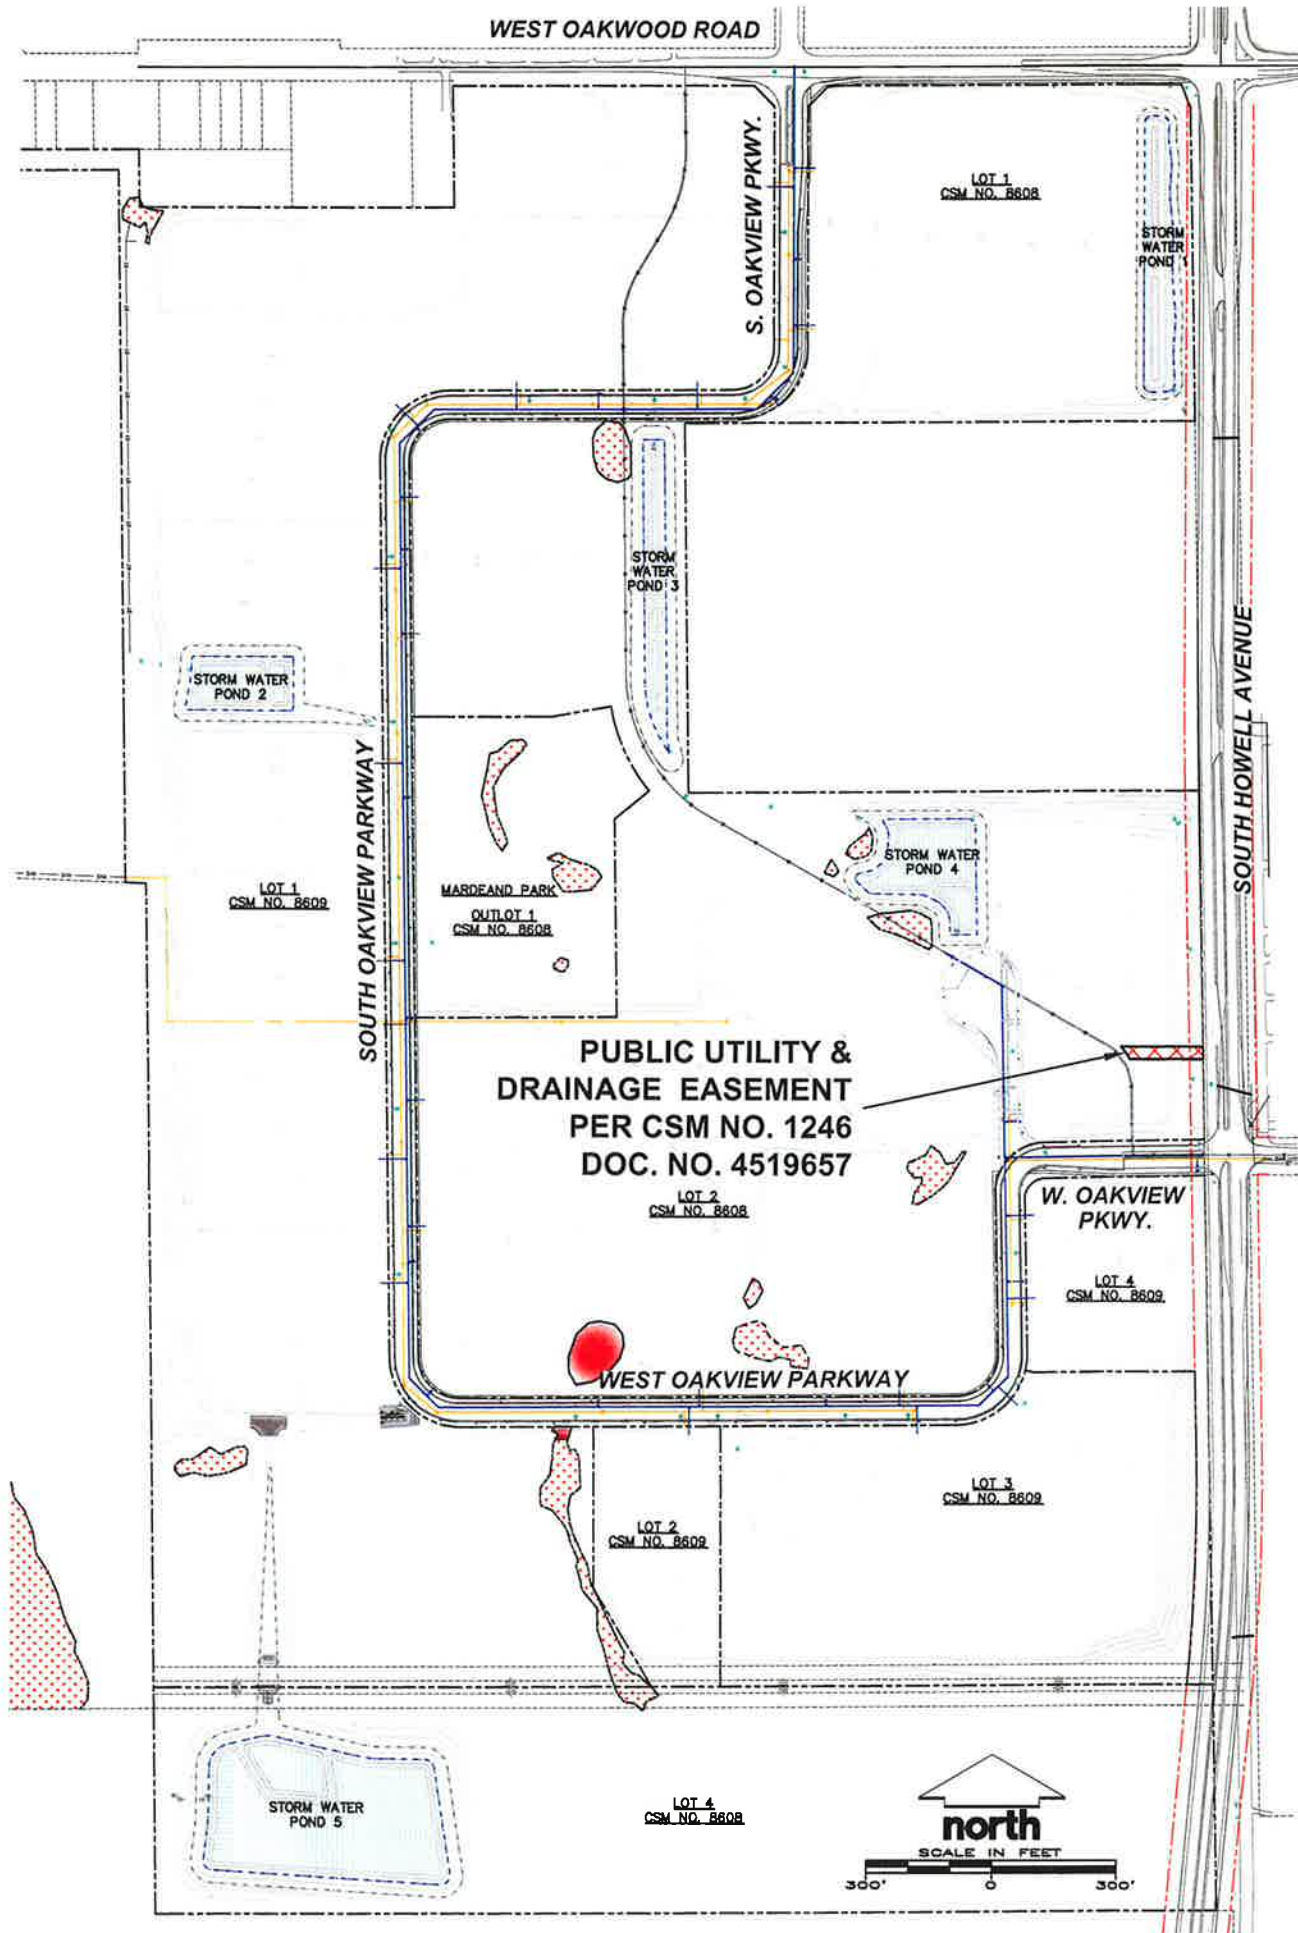 WEST OAKWOOD ROAD
S. OAKVIEW PKWY.
LOT 1
CSM NO. 8608
STORM
WATER
POND 1
STORM
WATER
POND 3
STORM WATER
POND 2
SOUTH HOWELL AVENUE
SOUTH OAKVIEW PARKWAY
STORM WATER
POND 4
LOT 1
CSM NO. 8609
MARDEAND PARK
OUTLOT 1
CSM NO. 8608
PUBLIC UTILITY &
DRAINAGE EASEMENT
PER CSM NO. 1246
DOC. NO. 4519657
LOT 2
CSM NO. 8608
W. OAKVIEW
PKWY.
LOT 4
CSM NO. 8609
WEST OAKVIEW PARKWAY
LOT 3
CSM NO. 8609
LOT 2
CSM NO. 8609
STORM WATER
POND 5
LOT 4
CSM NO. 8608
north
SCALE IN FEET
300' 0 300'